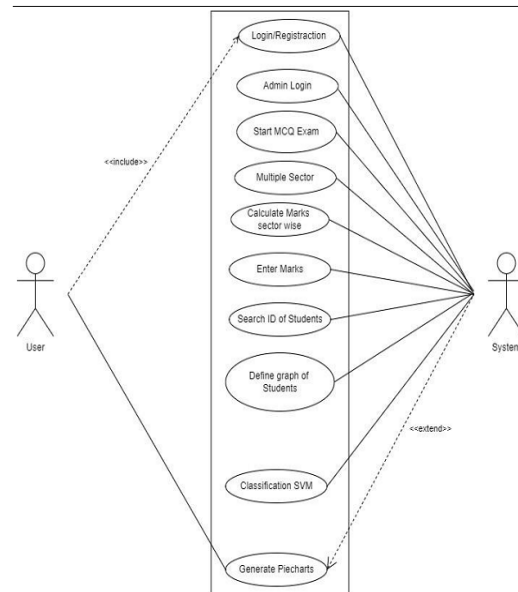 Login/Registraction
Admin Login
Start MCQ Exam
<<include>>
Multiple Sector
Calculate Marks
sector wise
Enter Marks
Search ID of Students
User
System
Define graph of
Students
<<extend>>
Classification SVM
Generate Piecharts